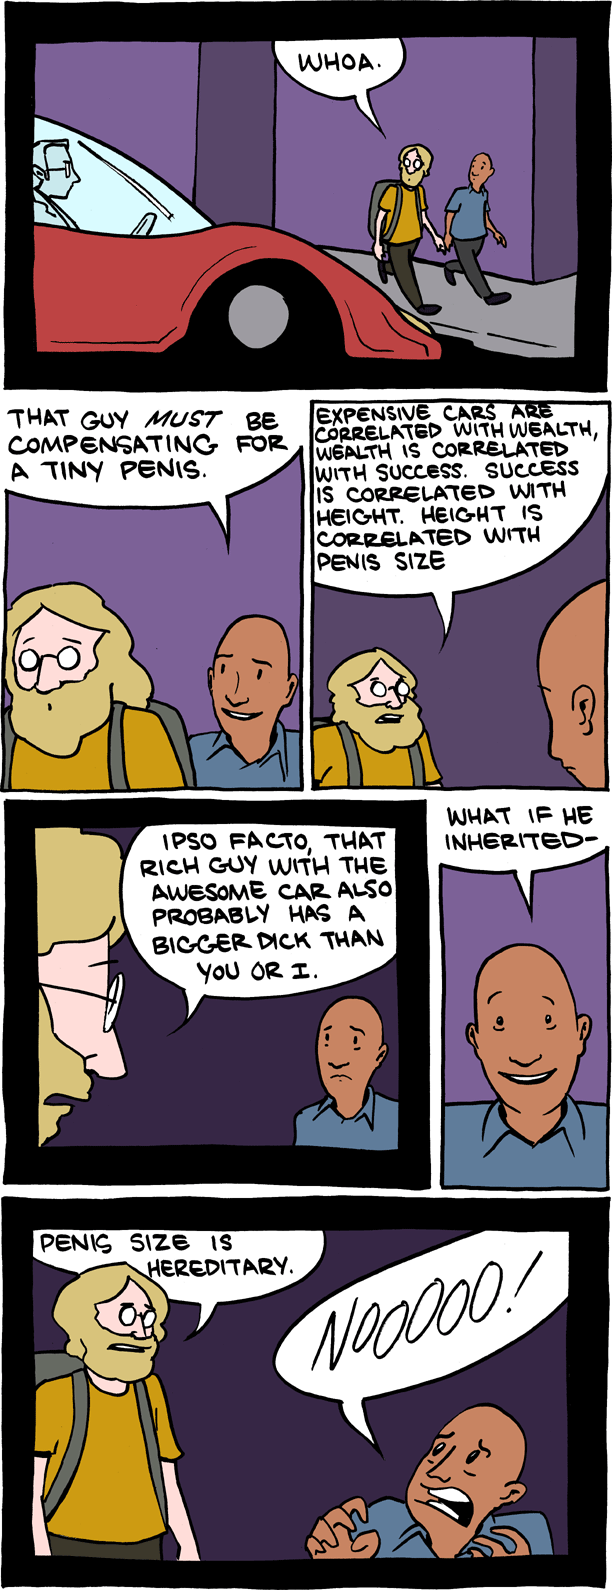 WHOA.
THAT GUY MUST BE
COMPENSATING FOR
A TINY PENIS.
EXPENSIVE CARS ARE
CORRELATED WITH WEALTH,
WEALTH IS CORRELATED
WITH SUCCESS. SUCCESS
IS CORRELATED WITH
HEIGHT. HEIGHT IS
CORRELATED WITH
PENIS SIZE
IPSO FACTO, THAT
RICH GUY WITH THE
AWESOME CAR ALSO
PROBABLY HAS A
BIGGER DICK THAN
YOU OR I.
WHAT IF HE
INHERITED-
PENIS SIZE IS
HEREDITARY.
NOOOOO!